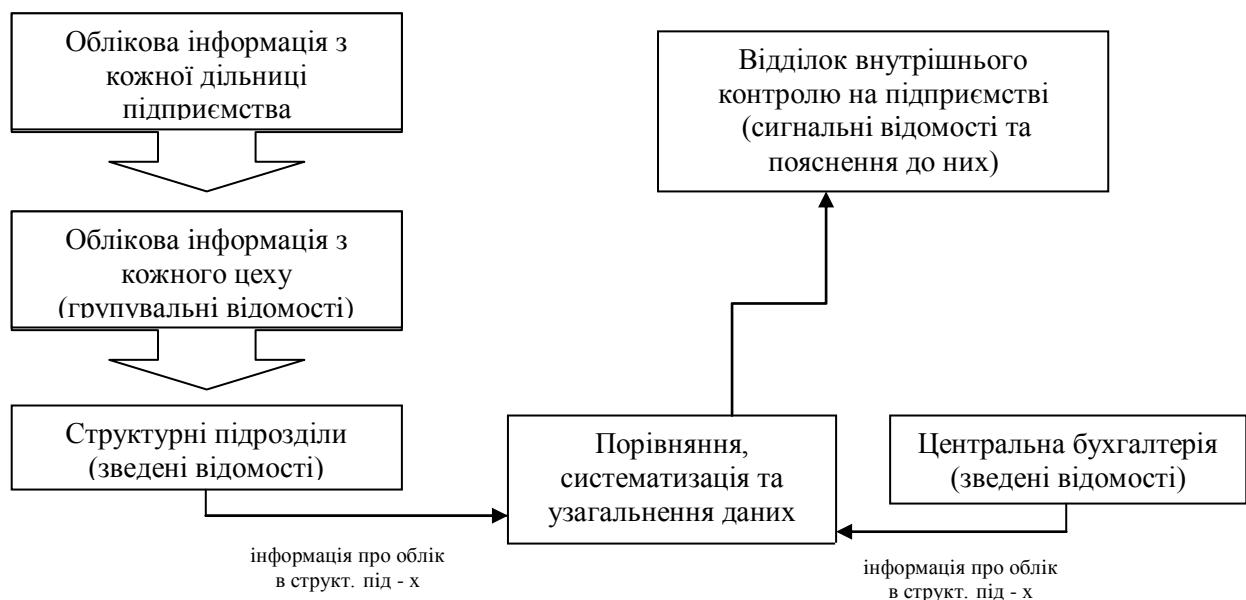 Облікова інформація з
кожної дільниці
підприємства
Відділок внутрішнього
контролю на підприємстві
(сигнальні відомості та
пояснення до них)
Облікова інформація з
кожного цеху
(групувальні відомості)
Структурні підрозділи
(зведені відомості)
Порівняння,
систематизація та
узагальнення даних
Центральна бухгалтерія
(зведені відомості)
інформація про облік
в структ. під - х
інформація про облік
в структ. під - х